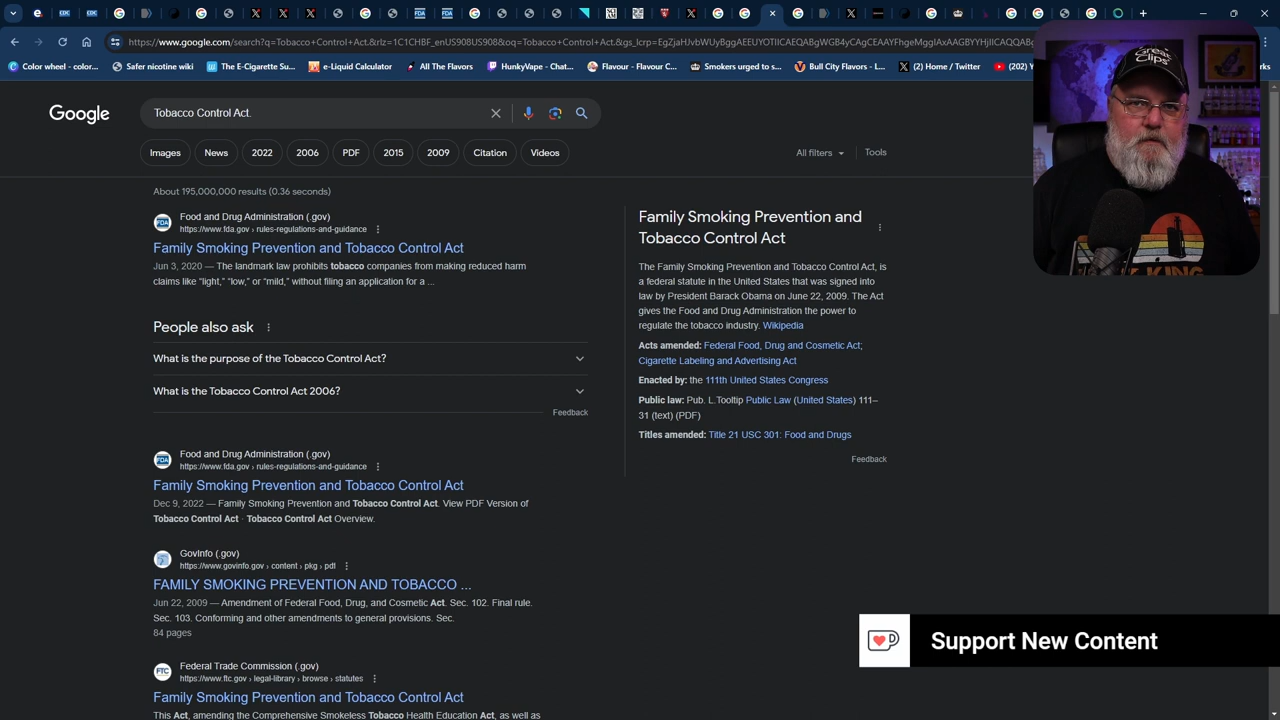 https://www.google.com/search?q=Tobacco+Control+Act.&rlz=1C1CHBF_enUS908US908&oq=Tobacco+Control+Act.
Color wheel - color...
Safer nicotine wiki
The E-Cigarette Su...
e-Liquid Calculator
All The Flavors
HunkyVape - Chat...
Flavour – Flavour C...
Smokers urged to s...
Bull City Flavors – L...
(2) Home / Twitter
(202) Y
Great Clips
Google
Tobacco Control Act.
Images
News
2022
2006
PDF
2015
2009
Citation
Videos
All filters
Tools
About 195,000,000 results (0.36 seconds)
FDA
Food and Drug Administration (.gov)
https://www.fda.gov › rules-regulations-and-guidance
Family Smoking Prevention and Tobacco Control Act
Jun 3, 2020 — The landmark law prohibits tobacco companies from making reduced harm
claims like “light,” “low,” or “mild,” without filing an application for a ...
People also ask
What is the purpose of the Tobacco Control Act?
What is the Tobacco Control Act 2006?
Feedback
FDA
Food and Drug Administration (.gov)
https://www.fda.gov › rules-regulations-and-guidance
Family Smoking Prevention and Tobacco Control Act
Dec 9, 2022 — Family Smoking Prevention and Tobacco Control Act. View PDF Version of
Tobacco Control Act · Tobacco Control Act Overview.
GovInfo (.gov)
https://www.govinfo.gov › content › pkg › pdf
FAMILY SMOKING PREVENTION AND TOBACCO ...
Jun 22, 2009 — Amendment of Federal Food, Drug, and Cosmetic Act. Sec. 102. Final rule.
Sec. 103. Conforming and other amendments to general provisions. Sec.
84 pages
FTC
Federal Trade Commission (.gov)
https://www.ftc.gov › legal-library › browse › statutes
Family Smoking Prevention and Tobacco Control Act
This Act, amending the Comprehensive Smokeless Tobacco Health Education Act, as well as
Family Smoking Prevention and
Tobacco Control Act
The Family Smoking Prevention and Tobacco Control Act, is
a federal statute in the United States that was signed into
law by President Barack Obama on June 22, 2009. The Act
gives the Food and Drug Administration the power to
regulate the tobacco industry. Wikipedia
Acts amended: Federal Food, Drug and Cosmetic Act;
Cigarette Labeling and Advertising Act
Enacted by: the 111th United States Congress
Public law: Pub. L.Tooltip Public Law (United States) 111–
31 (text) (PDF)
Titles amended: Title 21 USC 301: Food and Drugs
Feedback
Support New Content